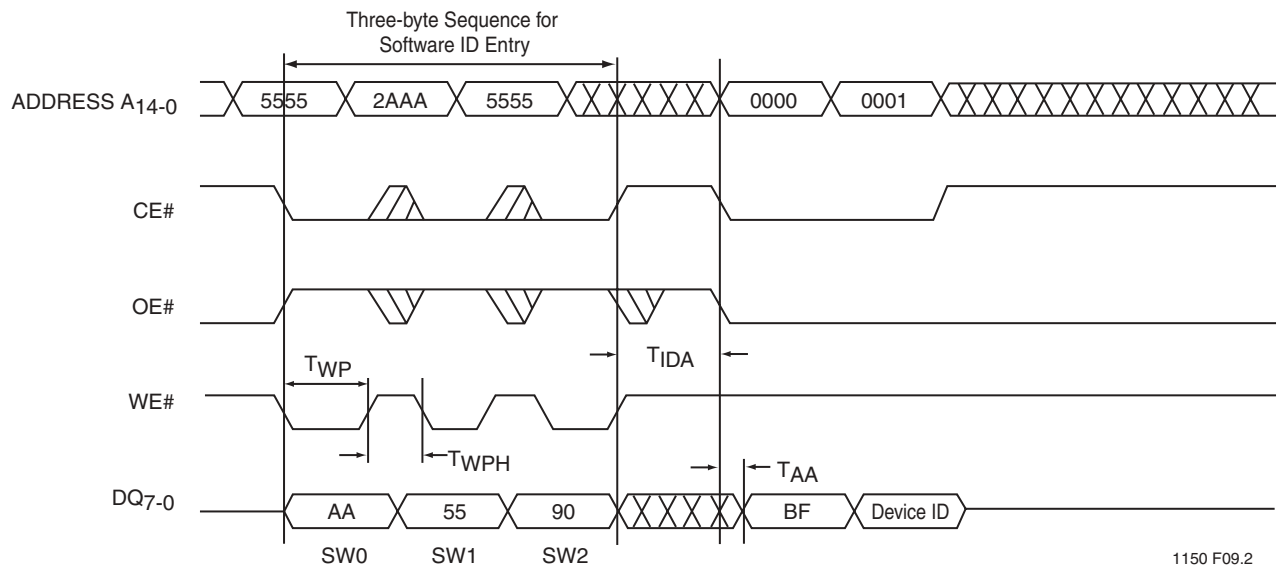 Three-byte Sequence for
Software ID Entry
ADDRESS A14-0 5555 2AAA 5555 0000 0001
CE#
OE#
TIDA
TWP
WE#
TWPH
TAA
DQ7-0 AA 55 90 BF Device ID
SW0 SW1 SW2
1150 F09.2